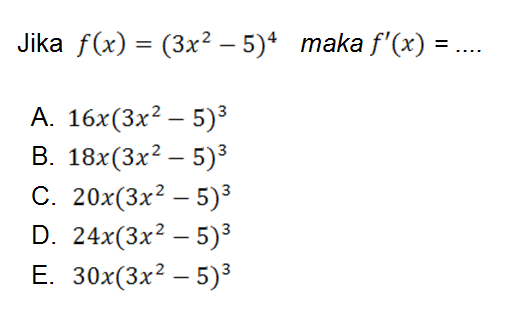 Jika f(x) = (3x² – 5)⁴ maka f'(x) = ....
A. 16x(3x² – 5)³
B. 18x(3x² – 5)³
C. 20x(3x² – 5)³
D. 24x(3x² – 5)³
E. 30x(3x² – 5)³